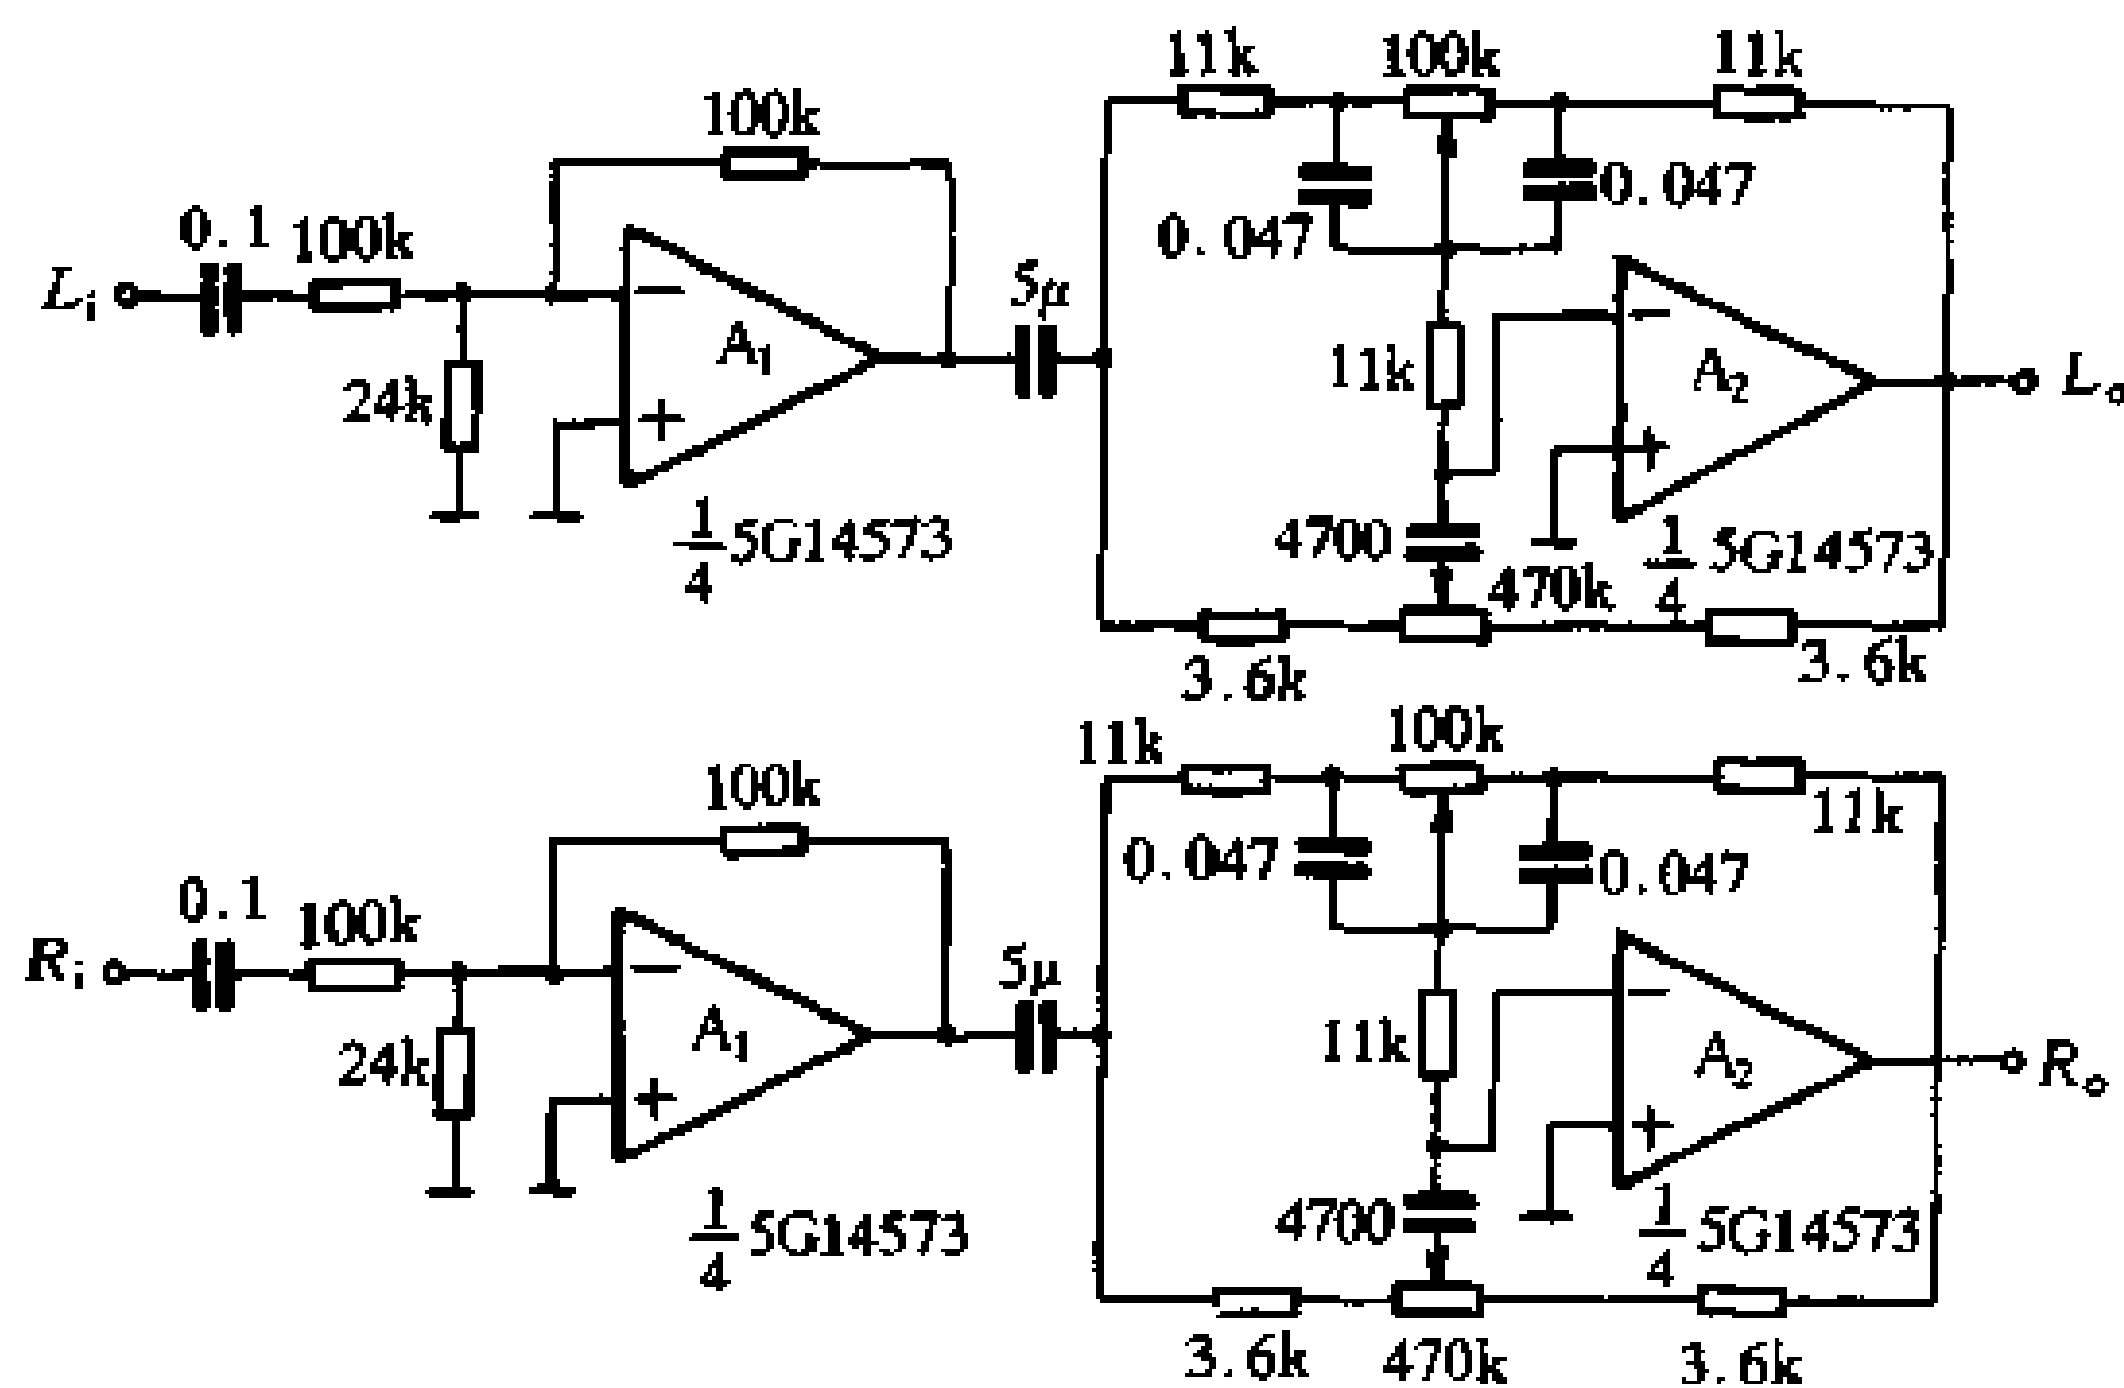 11k 100k 11k
100k
0.1 100k
0.047
0.047
Li
5μ
A1
11k
A2
Lo
24k
1/4 5G14573
4700
470k
1/4 5G14573
3.6k
3.6k
11k 100k
100k
11k
0.047
0.047
0.1 100k
Ri
5μ
A1
11k
A2
Ro
24k
1/4 5G14573
4700
1/4 5G14573
3.6k 470k 3.6k